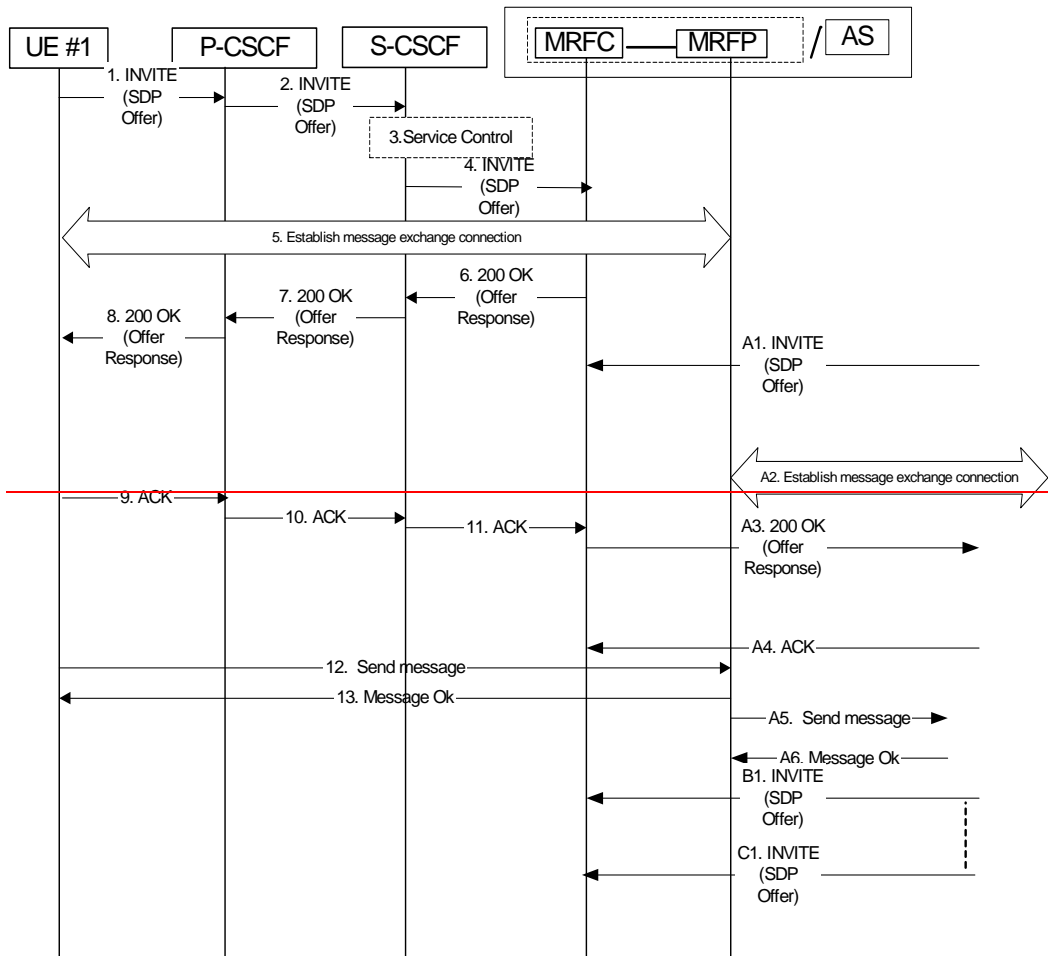 UE #1
P-CSCF
S-CSCF
MRFC
MRFP
/
AS
1. INVITE
(SDP
Offer)
2. INVITE
(SDP
Offer)
3.Service Control
4. INVITE
(SDP
Offer)
5. Establish message exchange connection
6. 200 OK
(Offer
Response)
7. 200 OK
(Offer
Response)
8. 200 OK
(Offer
Response)
A1. INVITE
(SDP
Offer)
A2. Establish message exchange connection
9. ACK
10. ACK
11. ACK
A3. 200 OK
(Offer
Response)
A4. ACK
12. Send message
13. Message Ok
A5. Send message
A6. Message Ok
B1. INVITE
(SDP
Offer)
C1. INVITE
(SDP
Offer)